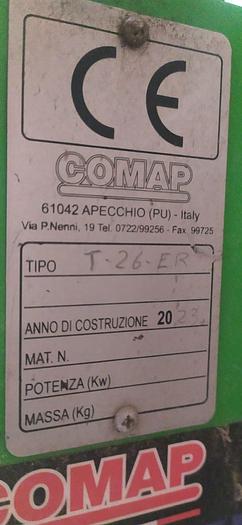 CE
COMAP
61042 APECCHIO (PU) - Italy
Via P.Nenni, 19 Tel. 0722/99256 - Fax 99725
TIPO T-26-ER
ANNO DI COSTRUZIONE 2023
MAT. N.
POTENZA (Kw)
MASSA (Kg)
COMAP